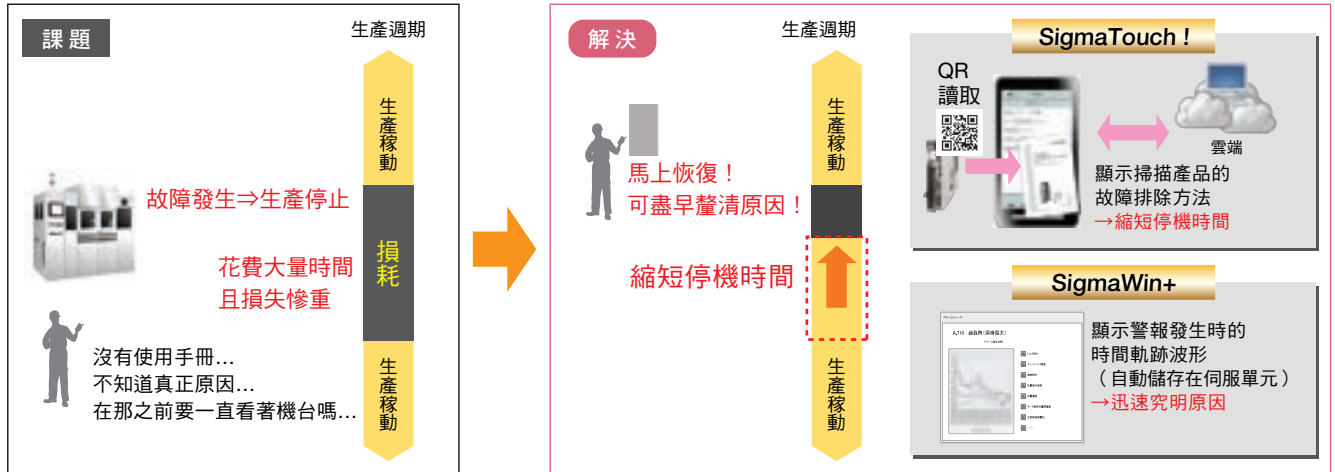 課題
生產週期
生產稼動
故障發生⇒生產停止
損耗
花費大量時間
且損失慘重
沒有使用手冊…
不知道真正原因…
在那之前要一直看著機台嗎…
生產稼動
解決
生產週期
生產稼動
馬上恢復！
可盡早釐清原因！
縮短停機時間
生產稼動
SigmaTouch !
QR
讀取
雲端
顯示掃描產品的
故障排除方法
→縮短停機時間
SigmaWin+
顯示警報發生時的
時間軌跡波形
（自動儲存在伺服單元）
→迅速究明原因